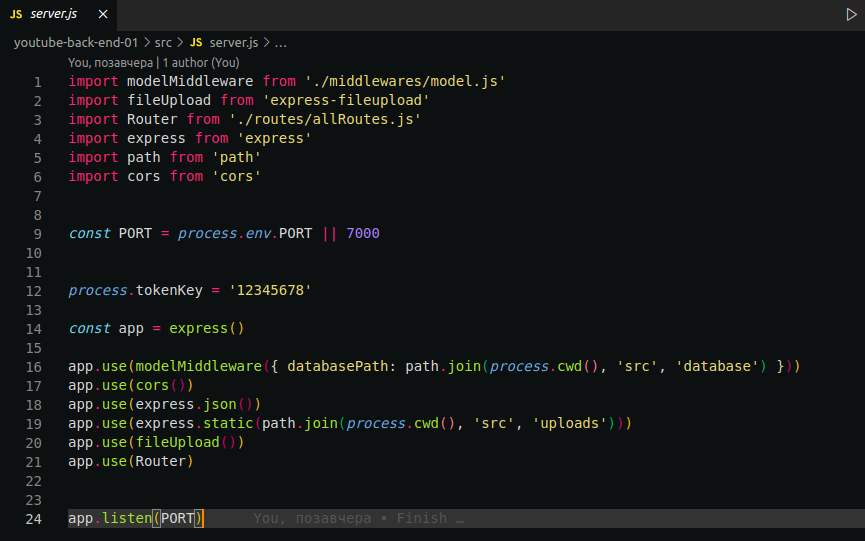 JS server.js ×
youtube-back-end-01 > src > JS server.js > ...
You, позавчера | 1 author (You)
1 import modelMiddleware from './middlewares/model.js'
2 import fileUpload from 'express-fileupload'
3 import Router from './routes/allRoutes.js'
4 import express from 'express'
5 import path from 'path'
6 import cors from 'cors'
7
8
9 const PORT = process.env.PORT || 7000
10
11
12 process.tokenKey = '12345678'
13
14 const app = express()
15
16 app.use(modelMiddleware({ databasePath: path.join(process.cwd(), 'src', 'database') }))
17 app.use(cors())
18 app.use(express.json())
19 app.use(express.static(path.join(process.cwd(), 'src', 'uploads')))
20 app.use(fileUpload())
21 app.use(Router)
22
23
24 app.listen(PORT) You, позавчера • Finish …